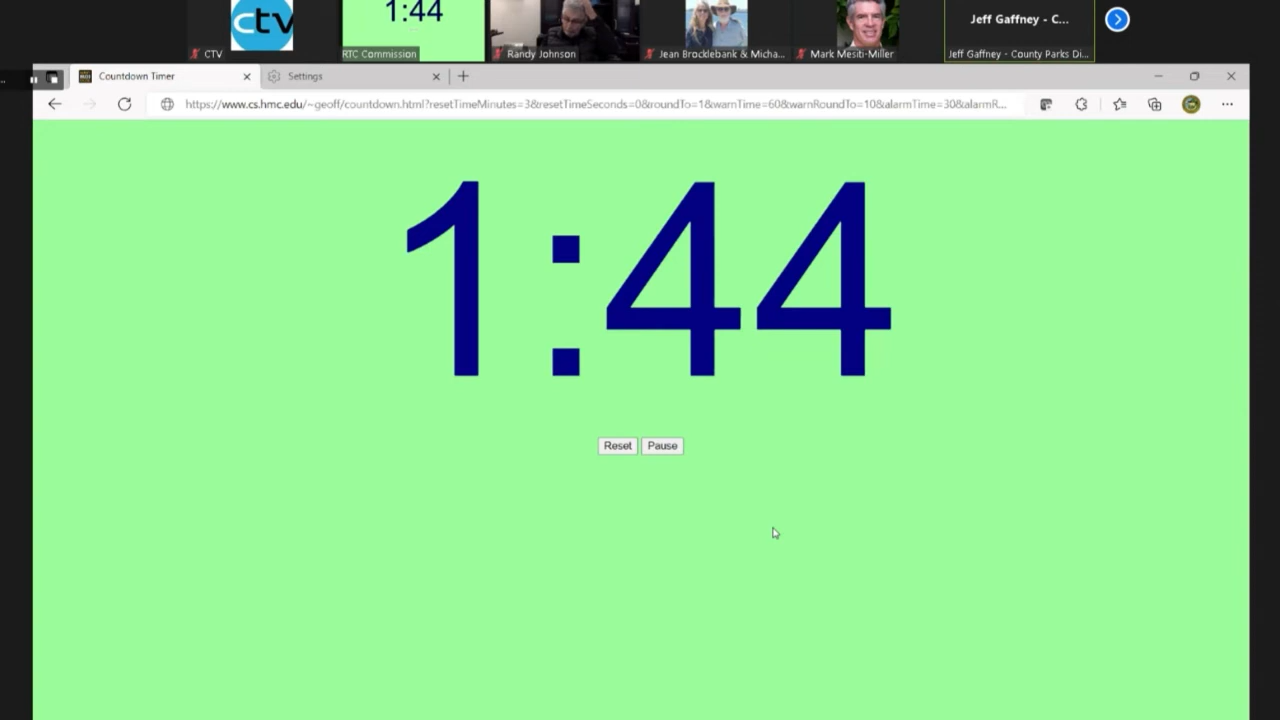 ctv
1:44
Jeff Gaffney - C...
CTV
RTC Commission
Randy Johnson
Jean Brocklebank & Micha...
Mark Mesiti-Miller
Jeff Gaffney - County Parks Di...
...
Countdown Timer
Settings
https://www.cs.hmc.edu/~geoff/countdown.html?resetTimeMinutes=3&resetTimeSeconds=0&roundTo=1&warnTime=60&warnRoundTo=10&alarmTime=30&alarmR...
1:44
Reset Pause